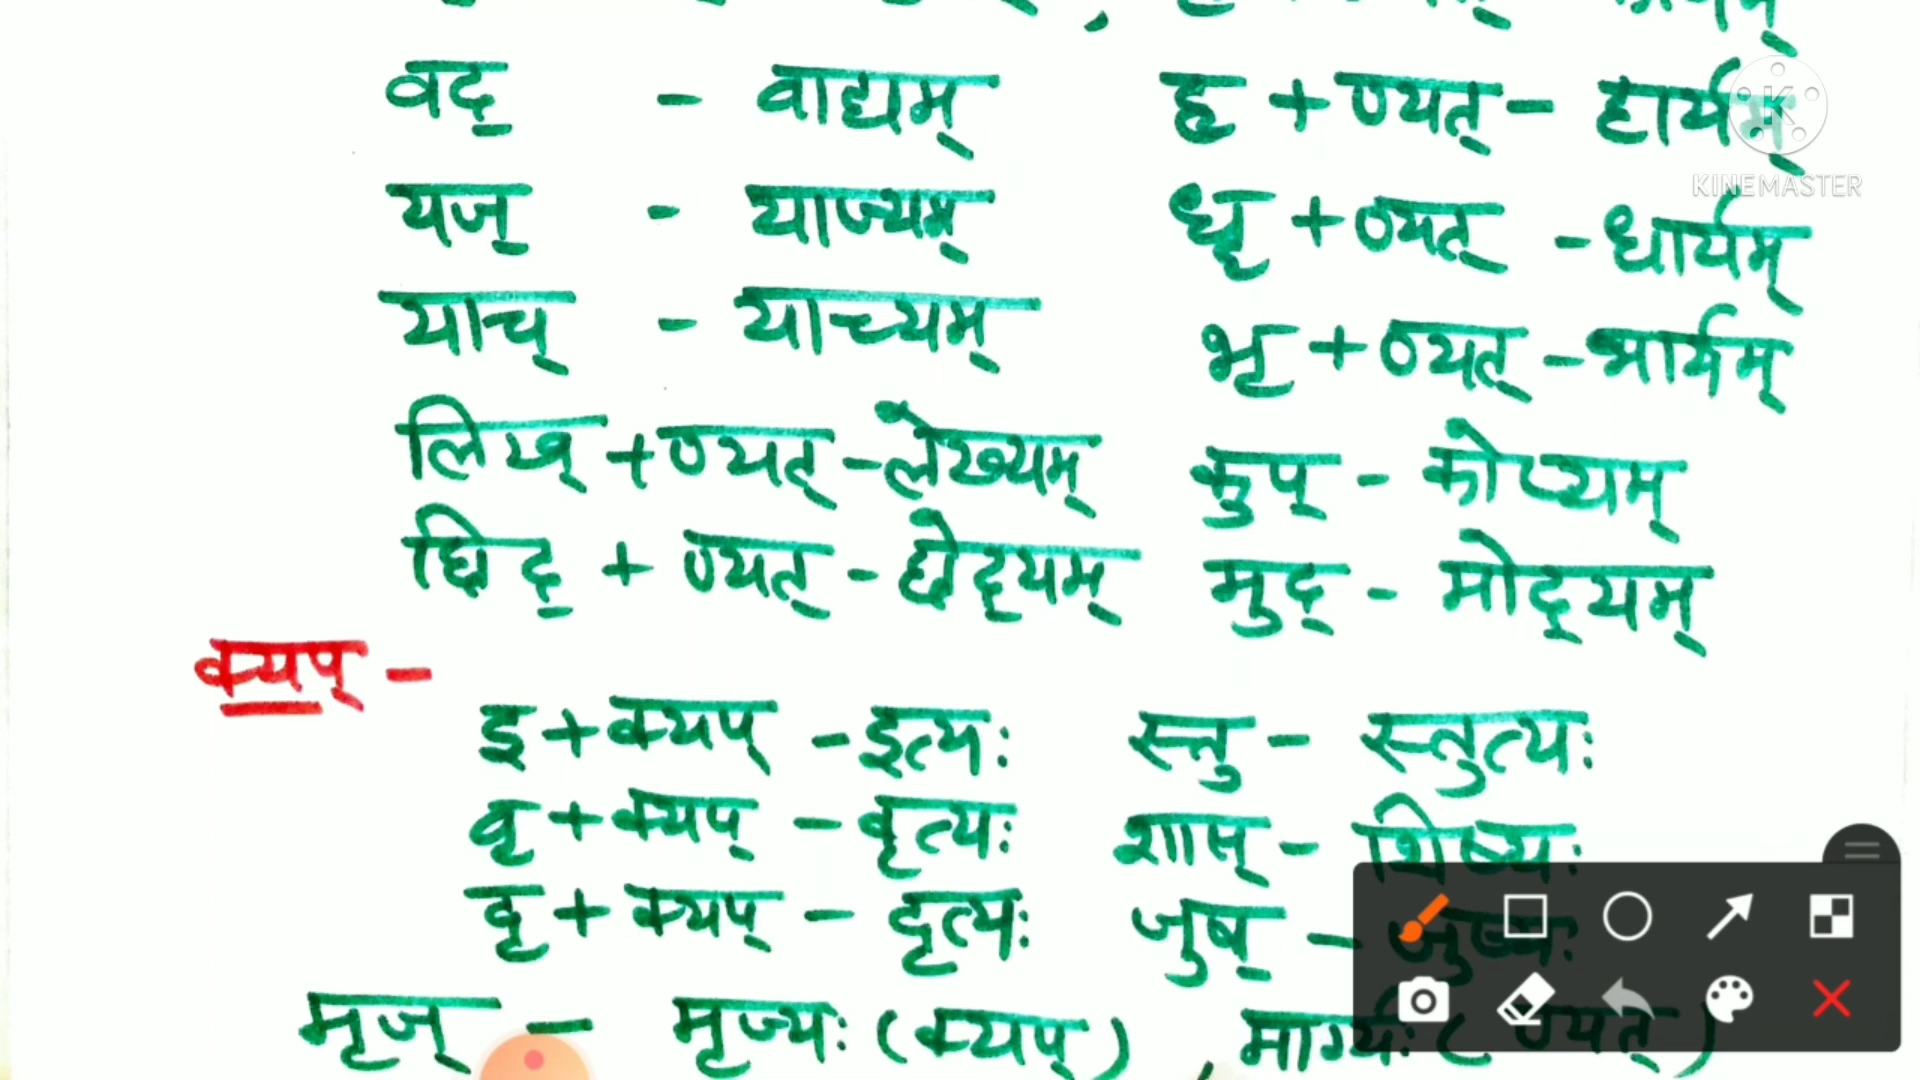 वद् - वाद्यम् हृ + ण्यत् - हार्यम्
KINEMASTER
यज् - याज्यम् धृ + ण्यत् - धार्यम्
याच् - याच्यम् भृ + ण्यत् - भार्यम्
लिख् + ण्यत् - लेख्यम् कुप् - कोप्यम्
छिद् + ण्यत् - छेद्यम् मुद् - मोद्यम्
क्यप् -
इ + क्यप् - इत्यः स्तु - स्तुत्यः
वृ + क्यप् - वृत्यः शास् - शिष्यः
दृ + क्यप् - दृत्यः जुष् - जुष्यः
मृज् - मृज्यः (क्यप्), मार्ग्यः (ण्यत्)